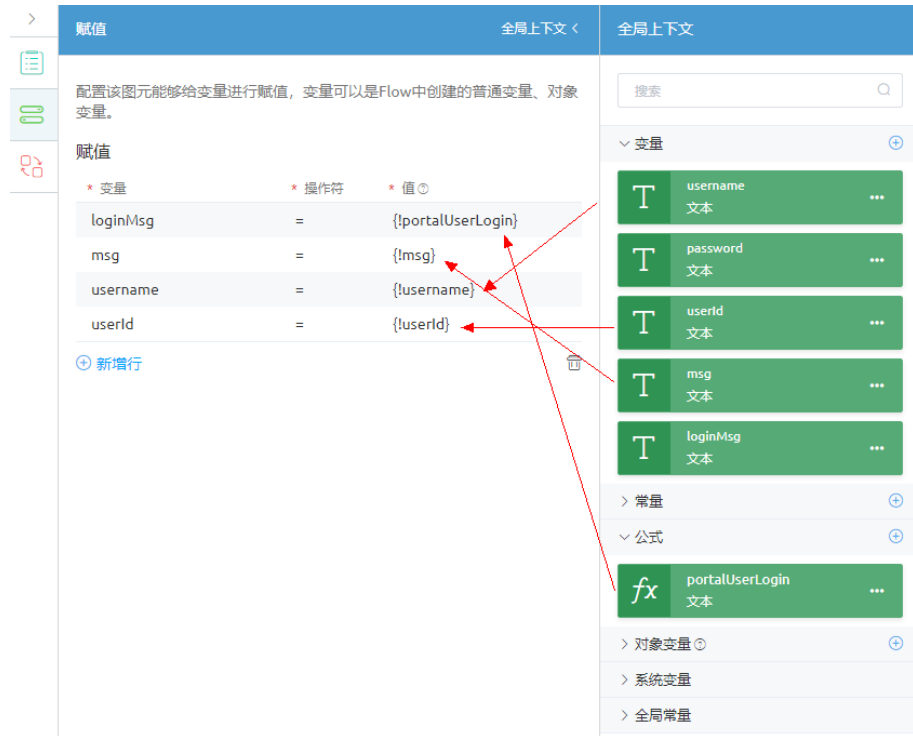 赋值
全局上下文
配置该图元能够给变量进行赋值，变量可以是Flow中创建的普通变量、对象
变量。
赋值
* 变量 * 操作符 * 值
loginMsg = {!portalUserLogin}
msg = {!msg}
username = {!username}
userId = {!userId}
新增行
全局上下文
搜索
变量
username
文本
password
文本
userId
文本
msg
文本
loginMsg
文本
常量
公式
fx
portalUserLogin
文本
对象变量
系统变量
全局常量